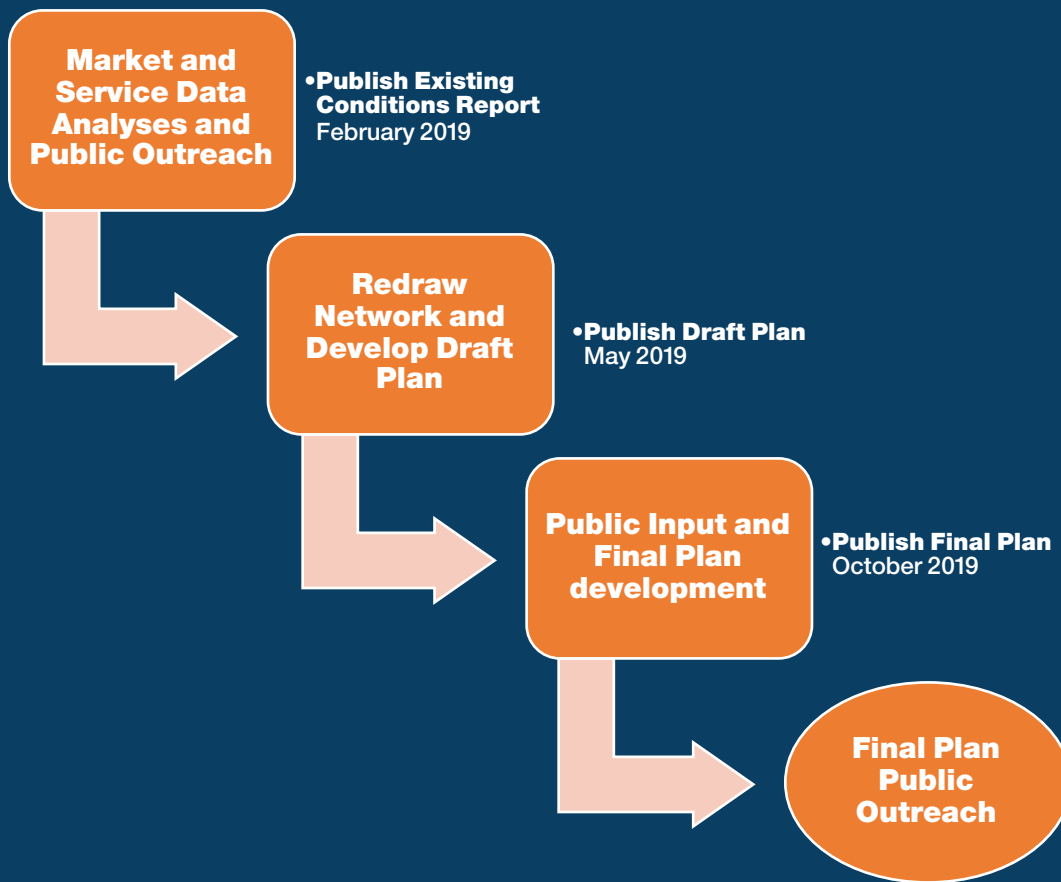 Market and
Service Data
Analyses and
Public Outreach
•Publish Existing
Conditions Report
February 2019
Redraw
Network and
Develop Draft
Plan
•Publish Draft Plan
May 2019
Public Input and
Final Plan
development
•Publish Final Plan
October 2019
Final Plan
Public
Outreach